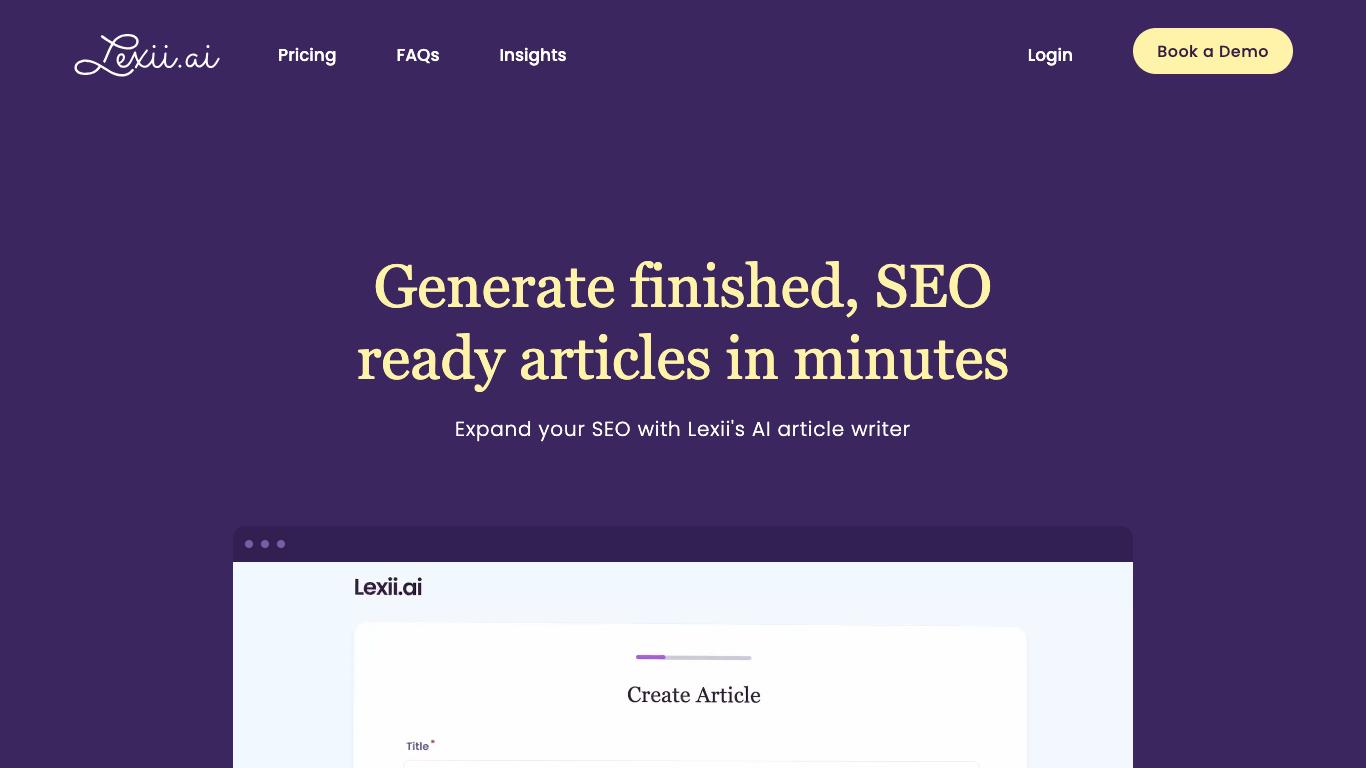 Lexii.ai
Pricing
FAQs
Insights
Login
Book a Demo
Generate finished, SEO
ready articles in minutes
Expand your SEO with Lexii's AI article writer
Lexii.ai
Create Article
Title*